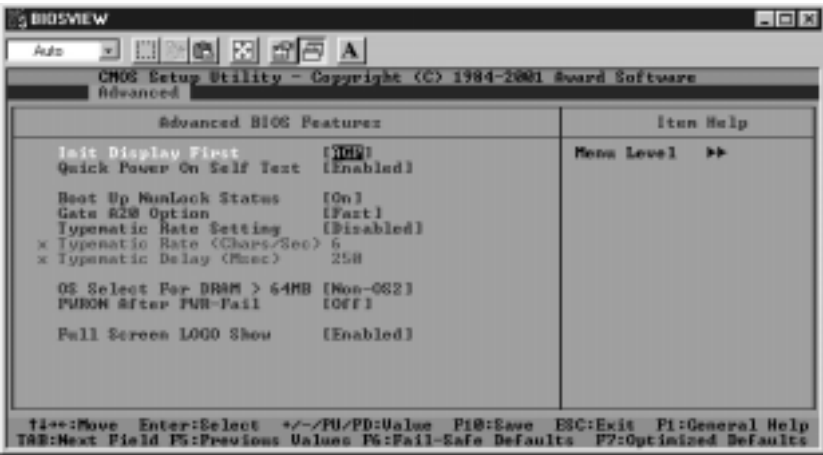 BIOSVIEW
Auto
A
CMOS Setup Utility - Copyright (C) 1984-2001 Award Software
Advanced
Advanced BIOS Features
Item Help
Init Display First [AGP]
Menu Level ▶▶
Quick Power On Self Test [Enabled]
Boot Up NumLock Status [On]
Gate A20 Option [Fast]
Typematic Rate Setting [Disabled]
x Typematic Rate (Chars/Sec) 6
x Typematic Delay (Msec) 250
OS Select For DRAM > 64MB [Non-OS2]
PWRON After PWR-Fail [Off]
Full Screen LOGO Show [Enabled]
↑↓→←:Move Enter:Select +/-/PU/PD:Value F10:Save ESC:Exit F1:General Help
TAB:Next Field F5:Previous Values F6:Fail-Safe Defaults F7:Optimized Defaults